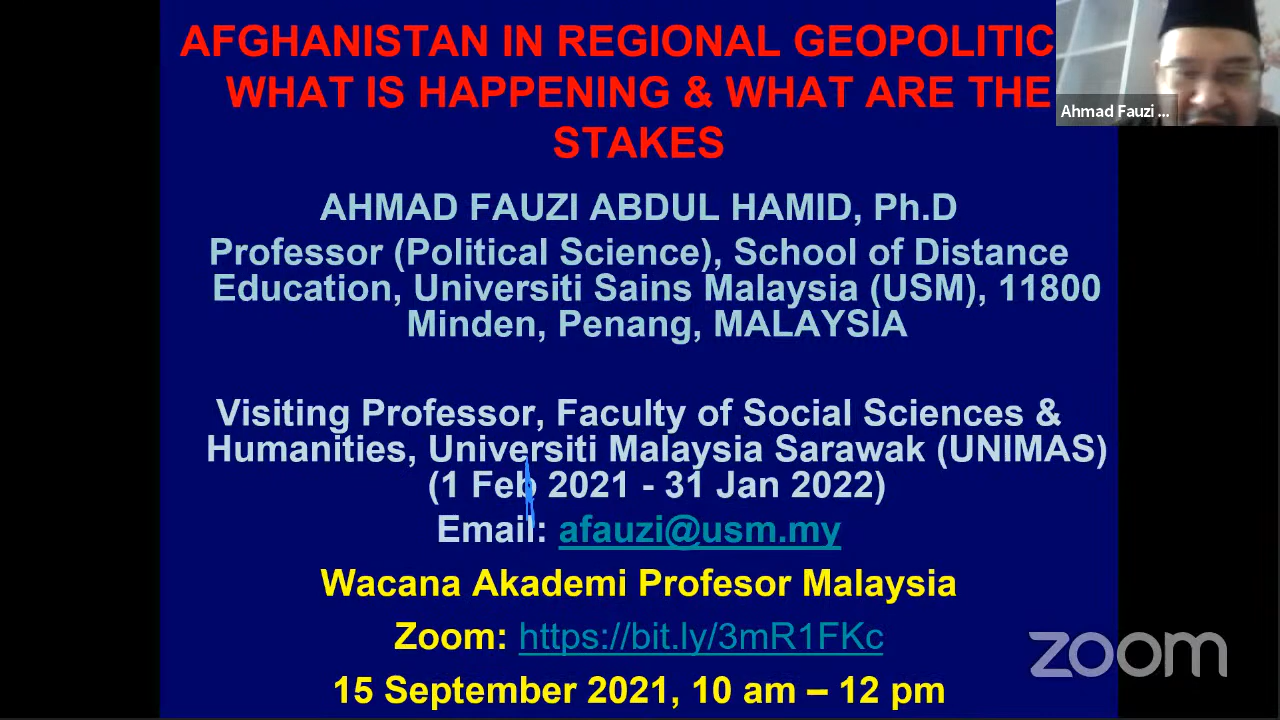 AFGHANISTAN IN REGIONAL GEOPOLITIC
WHAT IS HAPPENING & WHAT ARE THE
STAKES
Ahmad Fauzi ...
AHMAD FAUZI ABDUL HAMID, Ph.D
Professor (Political Science), School of Distance
Education, Universiti Sains Malaysia (USM), 11800
Minden, Penang, MALAYSIA
Visiting Professor, Faculty of Social Sciences &
Humanities, Universiti Malaysia Sarawak (UNIMAS)
(1 Feb 2021 - 31 Jan 2022)
Email: afauzi@usm.my
Wacana Akademi Profesor Malaysia
Zoom: https://bit.ly/3mR1FKc
15 September 2021, 10 am – 12 pm
zoom